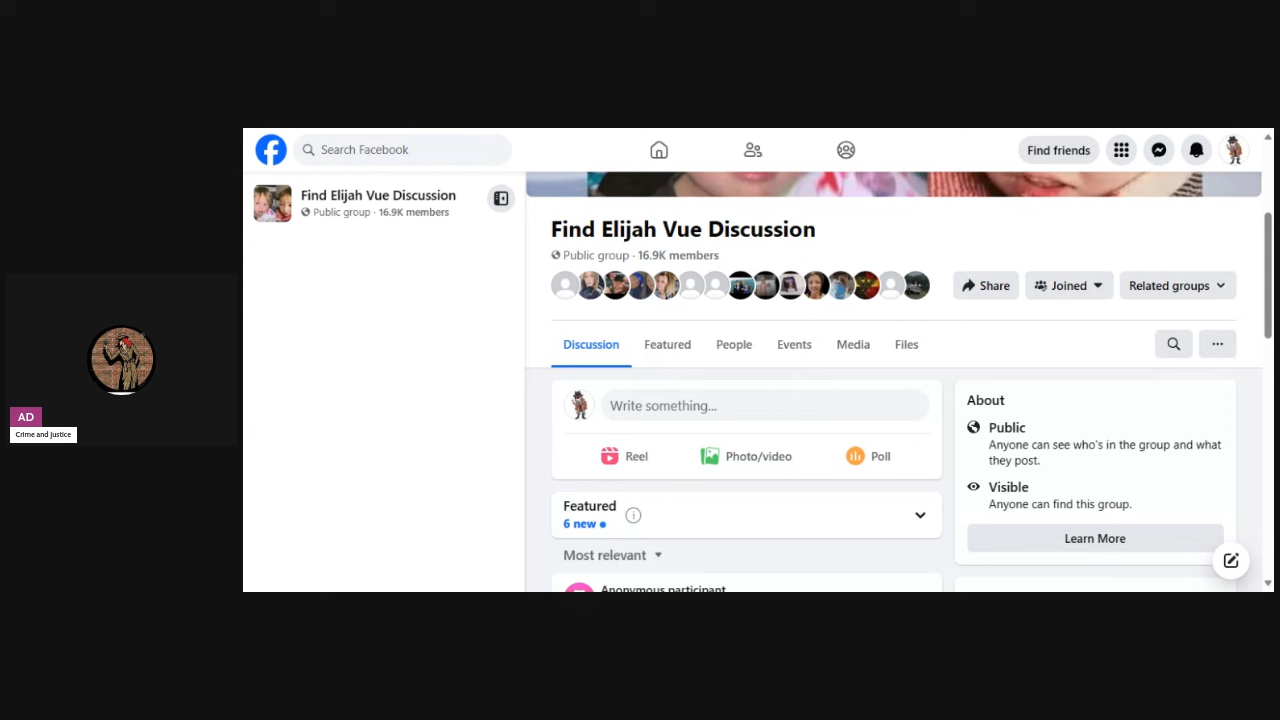 Search Facebook
Find friends
Find Elijah Vue Discussion
Public group · 16.9K members
Find Elijah Vue Discussion
Public group · 16.9K members
Share
Joined
Related groups
Discussion
Featured
People
Events
Media
Files
Write something...
Reel
Photo/video
Poll
Featured
6 new
Most relevant
Anonymous participant
About
Public
Anyone can see who's in the group and what
they post.
Visible
Anyone can find this group.
Learn More
AD
Crime and Justice